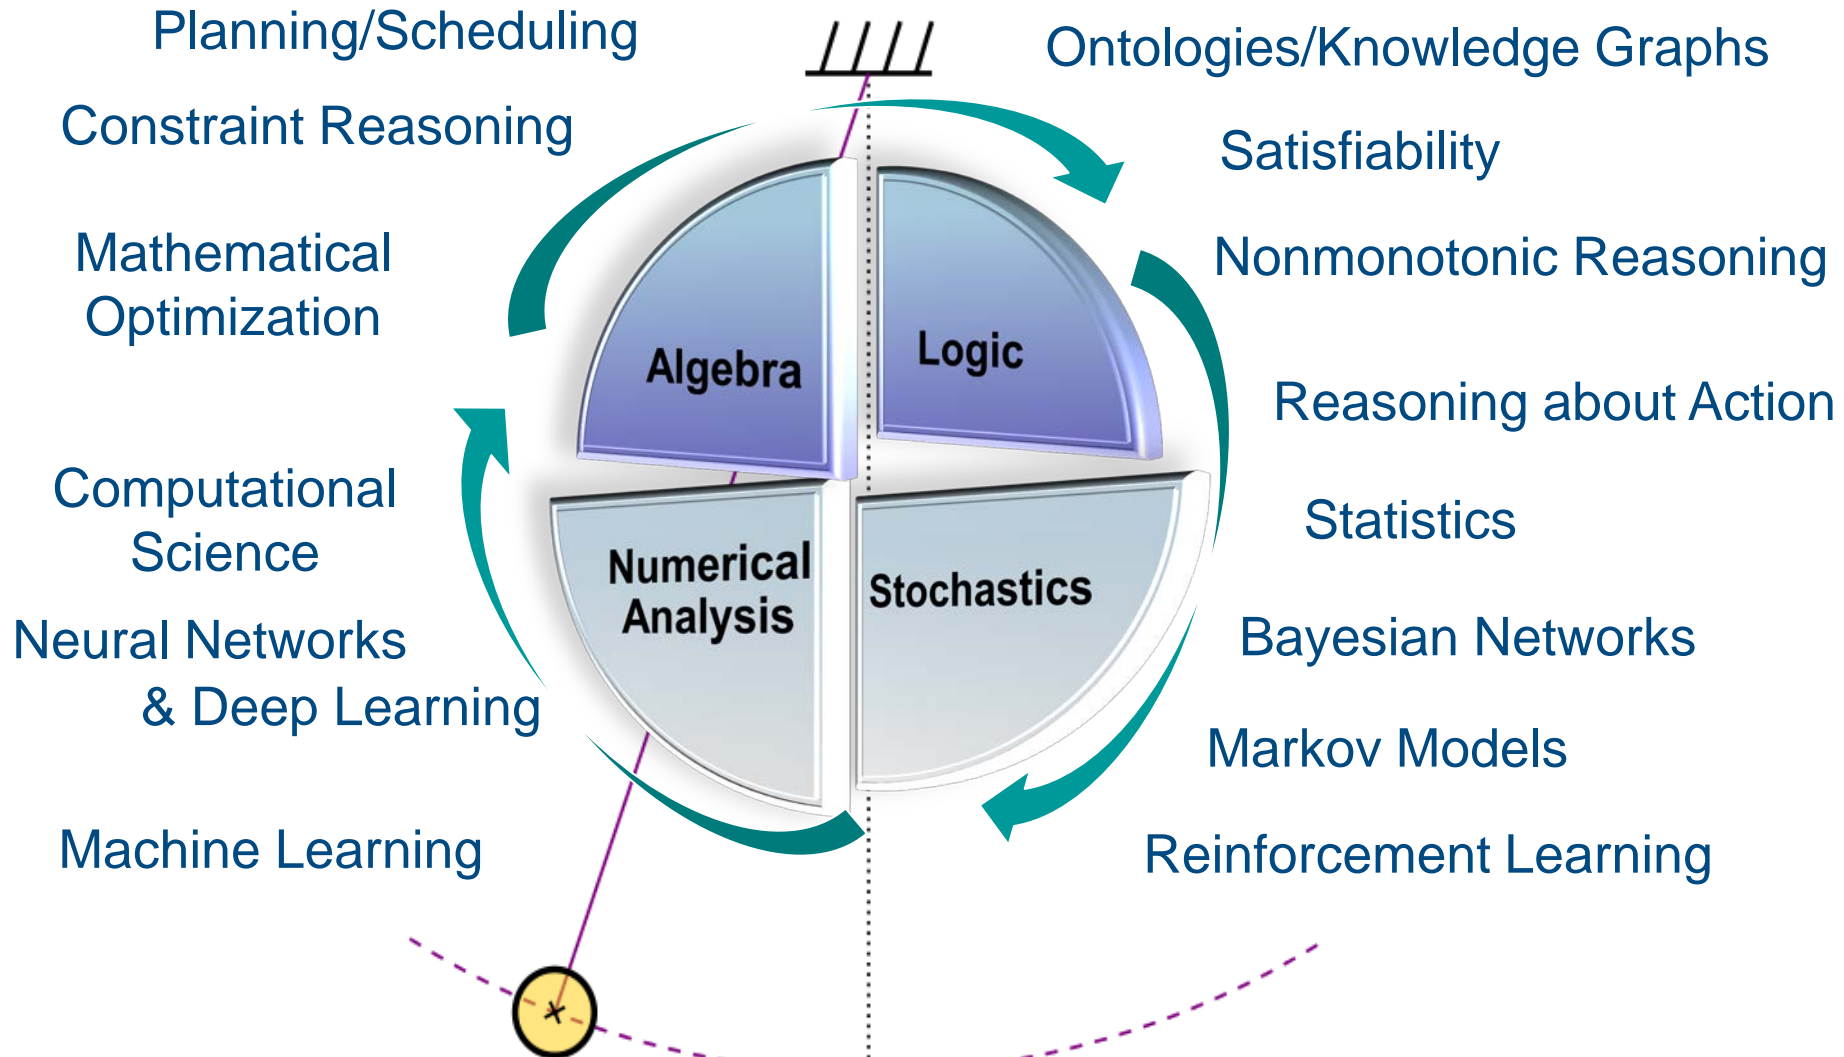 Planning/Scheduling
Ontologies/Knowledge Graphs
Constraint Reasoning
Satisfiability
Mathematical
Optimization
Nonmonotonic Reasoning
Algebra
Logic
Reasoning about Action
Computational
Science
Statistics
Numerical
Analysis
Stochastics
Neural Networks
& Deep Learning
Bayesian Networks
Markov Models
Machine Learning
Reinforcement Learning